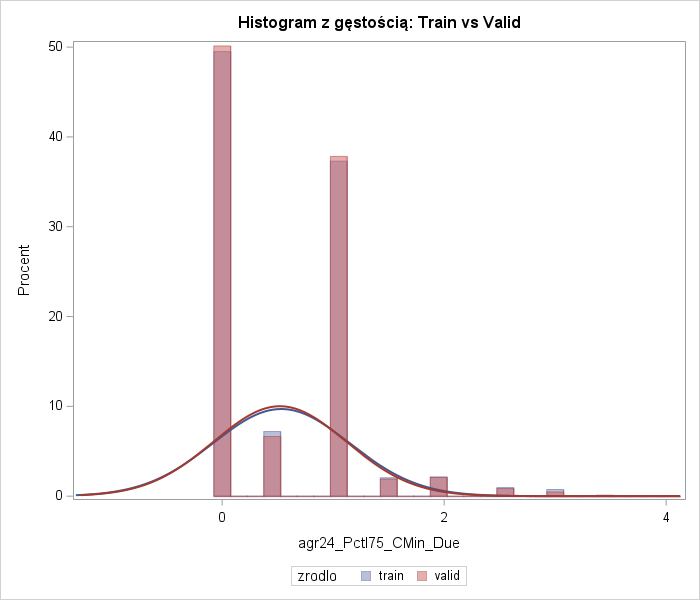 Histogram z gęstością: Train vs Valid
50
40
30
20
10
0
Procent
0 2 4
agr24_Pctl75_CMin_Due
zrodlo train valid